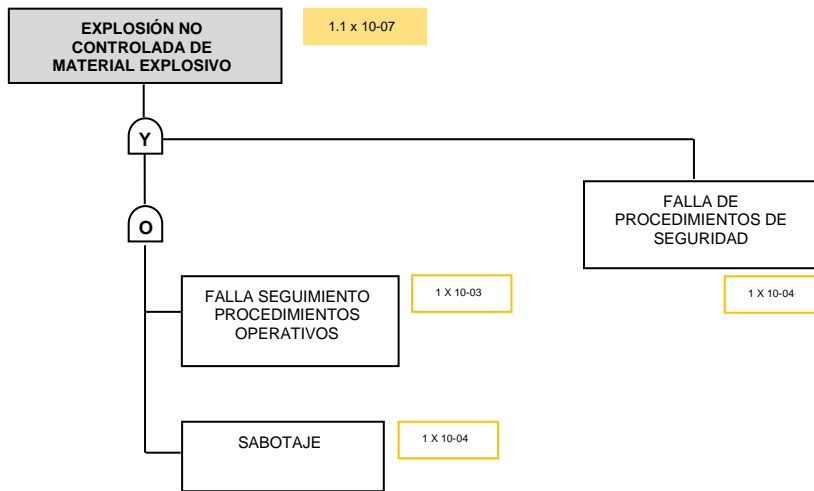 EXPLOSIÓN NO
CONTROLADA DE
MATERIAL EXPLOSIVO
1.1 x 10-07
Y
O
FALLA DE
PROCEDIMIENTOS DE
SEGURIDAD
1 X 10-04
FALLA SEGUIMIENTO
PROCEDIMIENTOS
OPERATIVOS
1 X 10-03
SABOTAJE
1 X 10-04